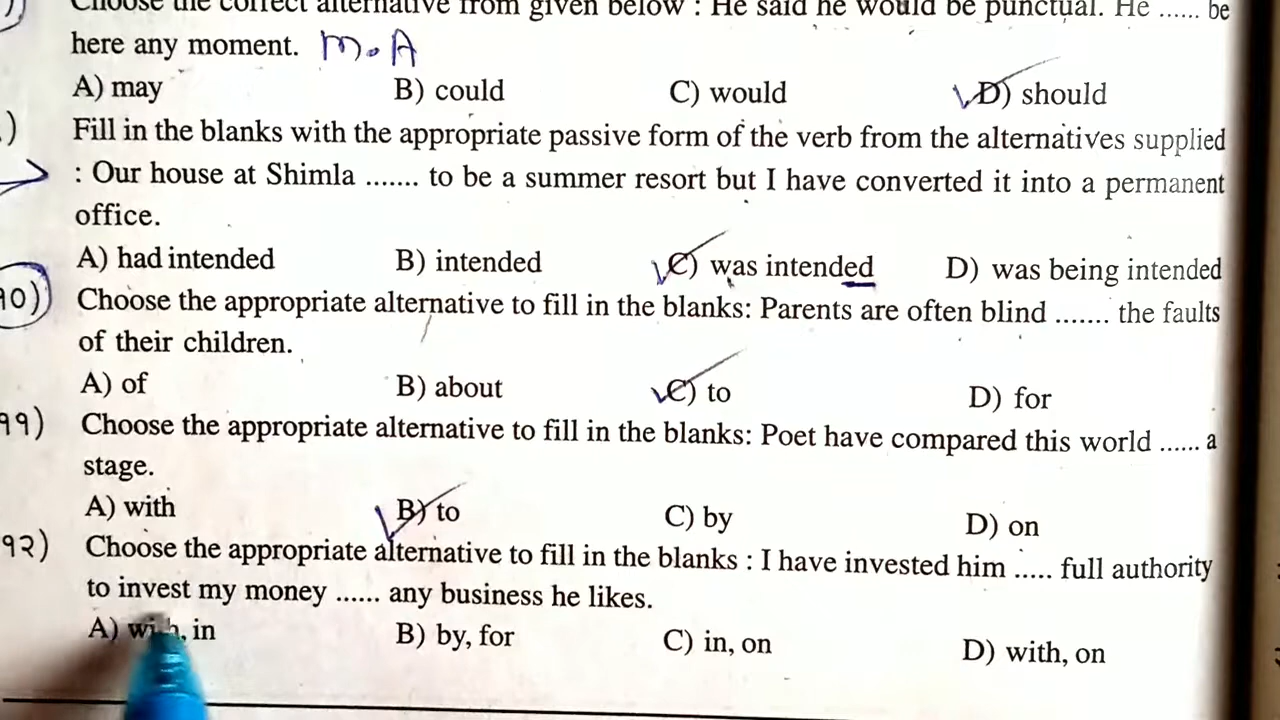 Choose the correct alternative from given below : He said he would be punctual. He ...... be
here any moment. M.A
A) may B) could C) would D) should
Fill in the blanks with the appropriate passive form of the verb from the alternatives supplied
: Our house at Shimla ....... to be a summer resort but I have converted it into a permanent
office.
A) had intended B) intended C) was intended D) was being intended
१०) Choose the appropriate alternative to fill in the blanks: Parents are often blind ....... the faults
of their children.
A) of B) about C) to D) for
११) Choose the appropriate alternative to fill in the blanks: Poet have compared this world ...... a
stage.
A) with B) to C) by D) on
१२) Choose the appropriate alternative to fill in the blanks : I have invested him ..... full authority
to invest my money ...... any business he likes.
A) with, in B) by, for C) in, on D) with, on